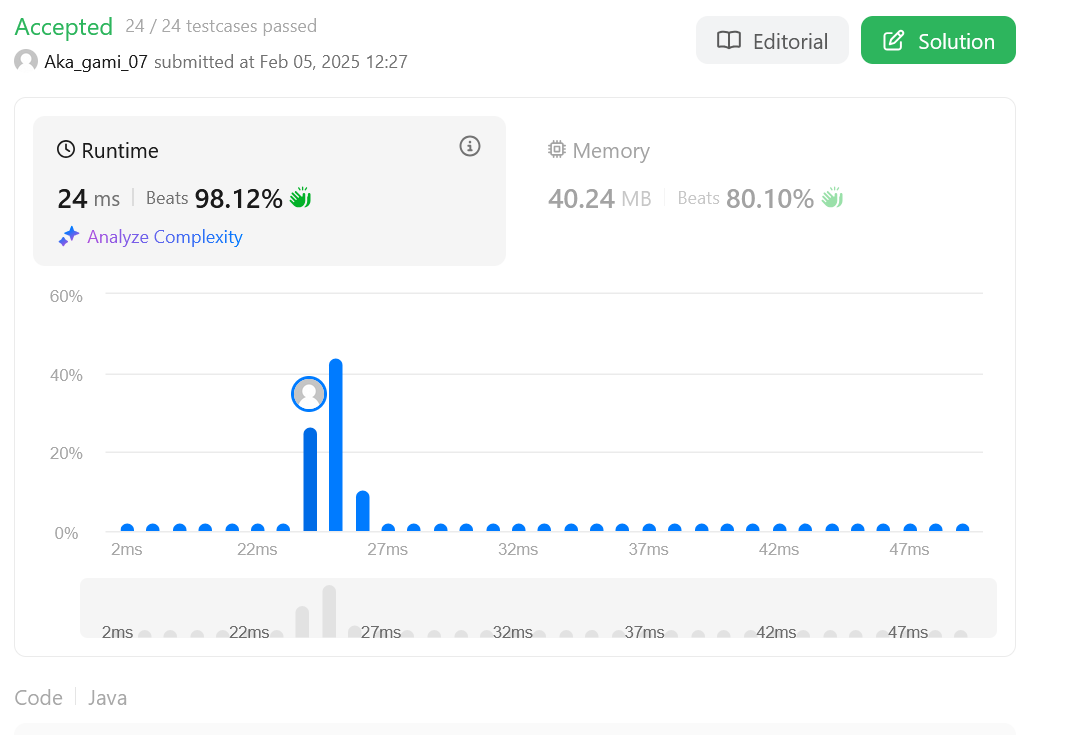 Accepted 24 / 24 testcases passed
Editorial
Solution
Aka_gami_07 submitted at Feb 05, 2025 12:27
Runtime
Memory
24 ms Beats 98.12%
40.24 MB Beats 80.10%
Analyze Complexity
60%
40%
20%
0%
2ms 22ms 27ms 32ms 37ms 42ms 47ms
2ms 22ms 27ms 32ms 37ms 42ms 47ms
Code Java